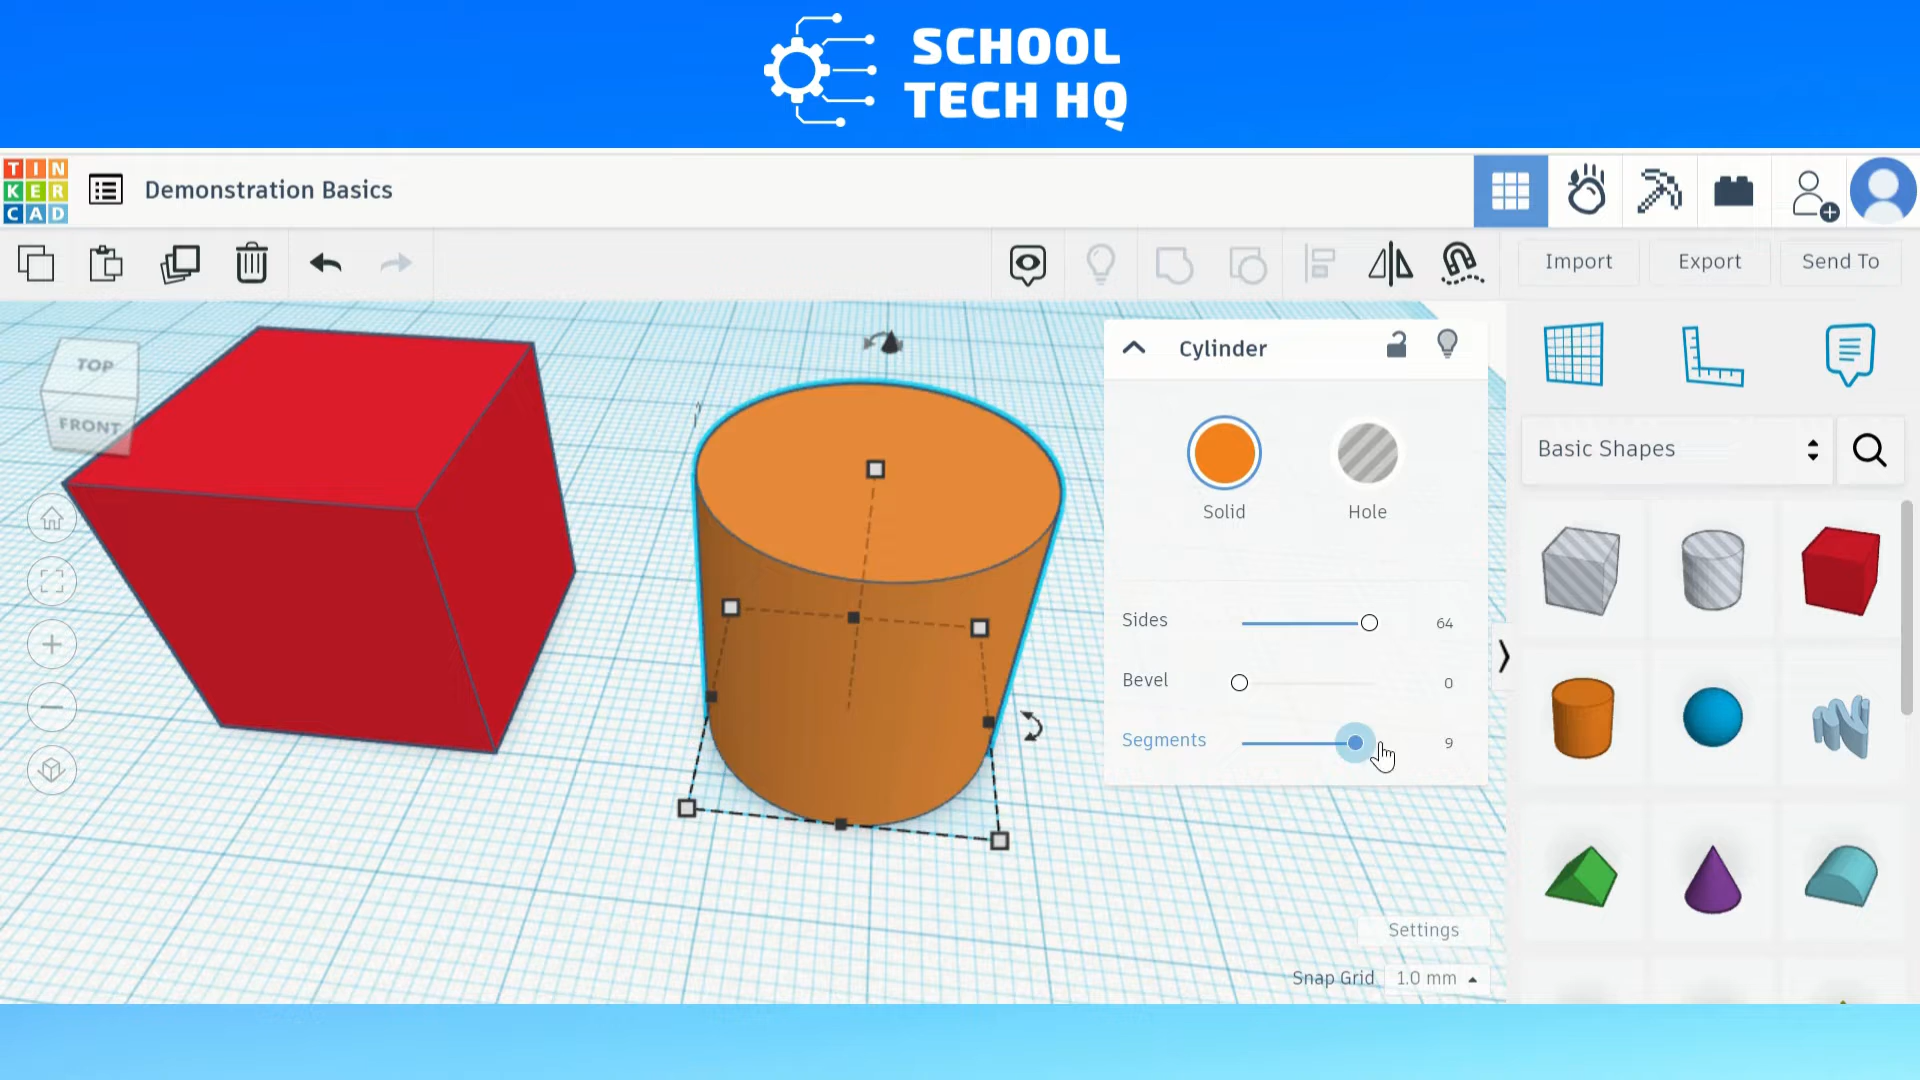 SCHOOL
TECH HQ
TIN
KER
CAD
Demonstration Basics
Import
Export
Send To
TOP
FRONT
Cylinder
Solid
Hole
Sides
64
Bevel
0
Segments
9
Basic Shapes
Settings
Snap Grid
1.0 mm